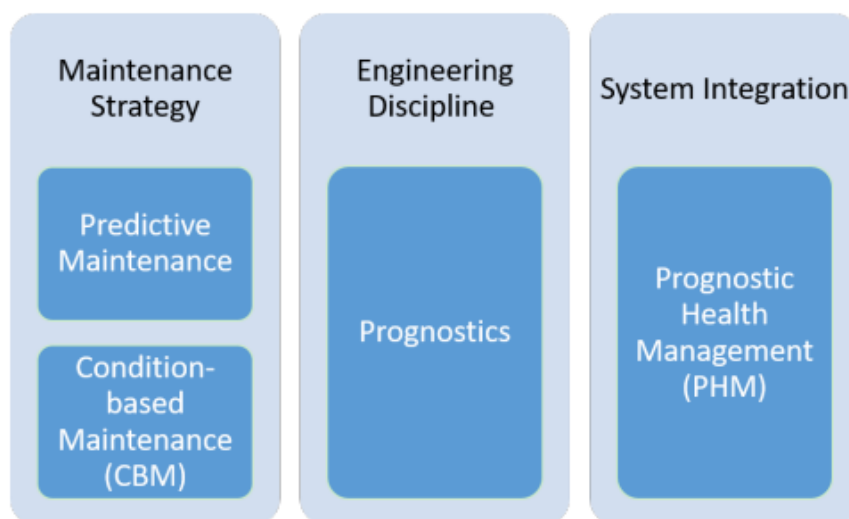 Maintenance
Strategy
Predictive
Maintenance
Condition-
based
Maintenance
(CBM)
Engineering
Discipline
Prognostics
System Integration
Prognostic
Health
Management
(PHM)